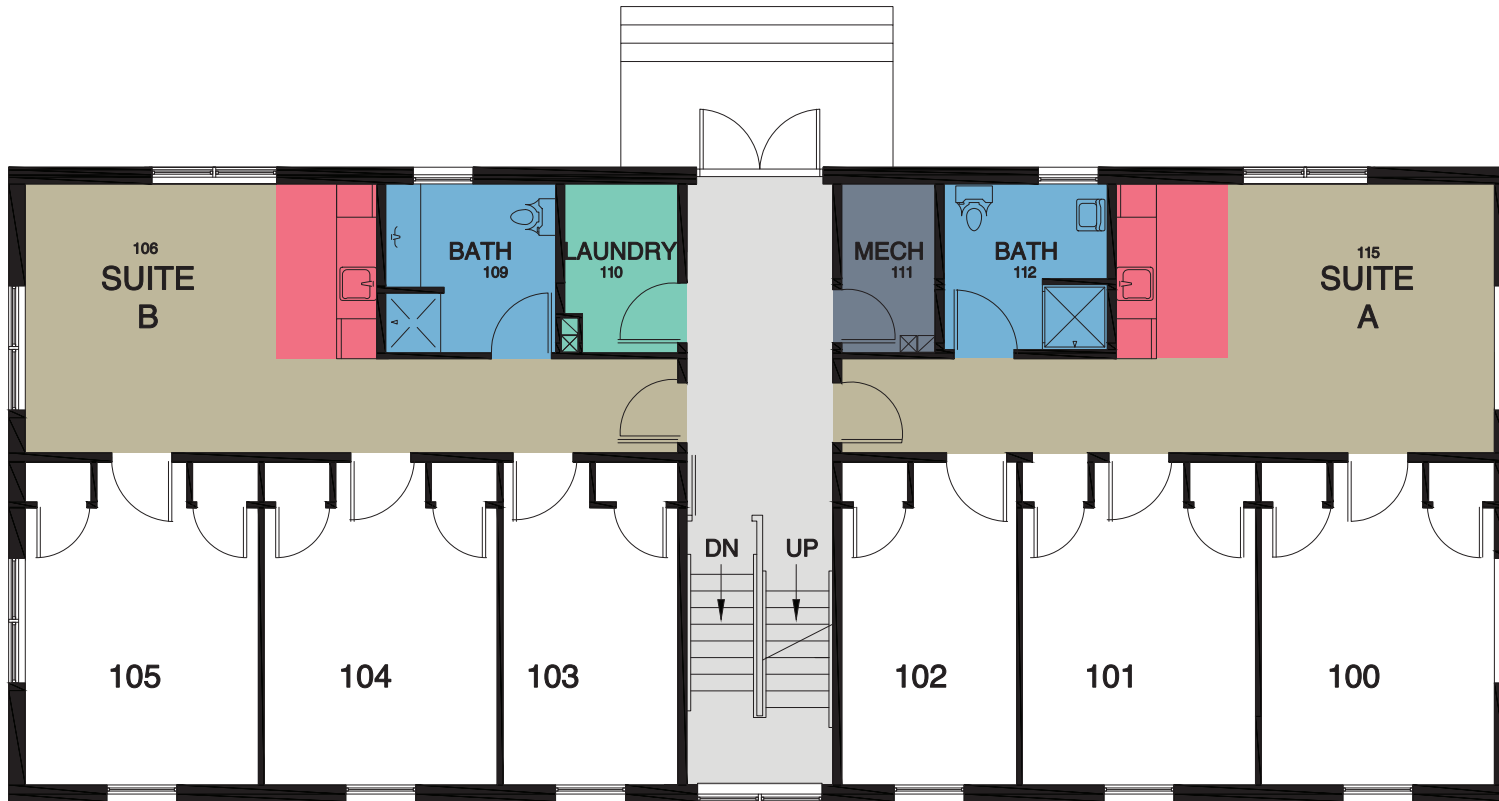 106
SUITE
B
BATH
109
LAUNDRY
110
MECH
111
BATH
112
115
SUITE
A
DN
UP
105
104
103
102
101
100